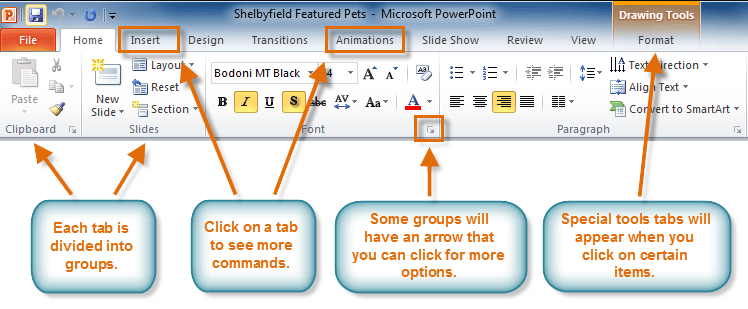 Shelbyfield Featured Pets - Microsoft PowerPoint
Drawing Tools
File Home Insert Design Transitions Animations Slide Show Review View Format
Paste
New
Slide
Layout
Reset
Section
Bodoni MT Black
4
A A
B I U S abc AV Aa A
Text Direction
Align Text
Convert to SmartArt
Clipboard Slides Font Paragraph
Each tab is
divided into
groups.
Click on a tab
to see more
commands.
Some groups will
have an arrow that
you can click for more
options.
Special tools tabs will
appear when you
click on certain
items.